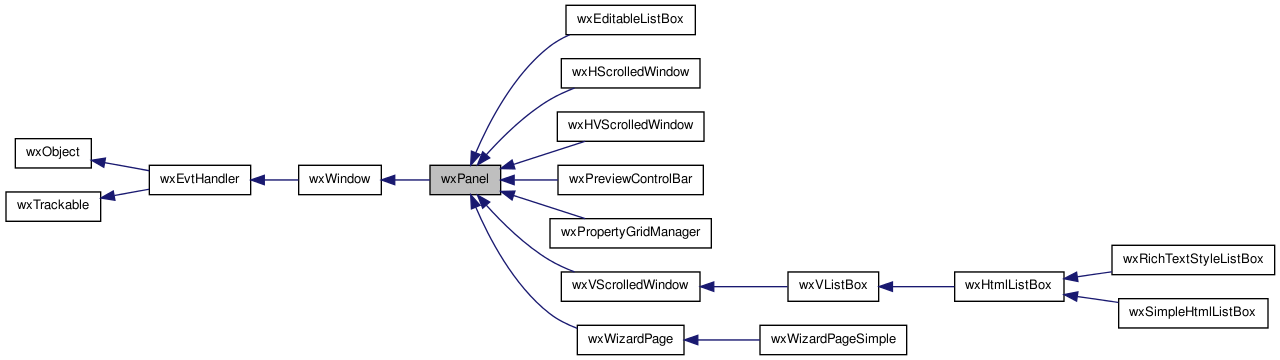 wxEditableListBox
wxHScrolledWindow
wxHVScrolledWindow
wxObject
wxEvtHandler
wxWindow
wxPanel
wxPreviewControlBar
wxTrackable
wxPropertyGridManager
wxRichTextStyleListBox
wxVScrolledWindow
wxVListBox
wxHtmlListBox
wxSimpleHtmlListBox
wxWizardPage
wxWizardPageSimple